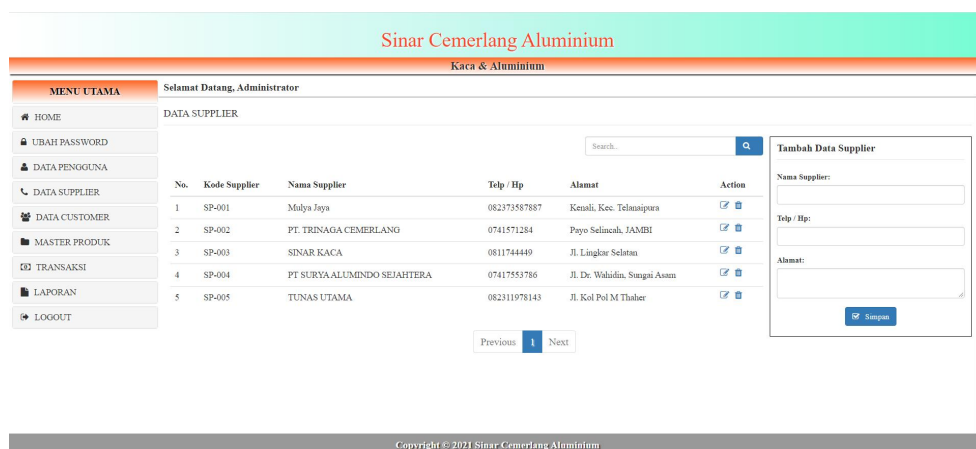 Sinar Cemerlang Aluminium
Kaca & Aluminium
MENU UTAMA
HOME
UBAH PASSWORD
DATA PENGGUNA
DATA SUPPLIER
DATA CUSTOMER
MASTER PRODUK
TRANSAKSI
LAPORAN
LOGOUT
Selamat Datang, Administrator
DATA SUPPLIER
Search..
No. Kode Supplier Nama Supplier Telp / Hp Alamat Action
1 SP-001 Mulya Jaya 082373587887 Kenali, Kec. Telanaipura
2 SP-002 PT. TRINAGA CEMERLANG 0741571284 Payo Selincah, JAMBI
3 SP-003 SINAR KACA 0811744449 Jl. Lingkar Selatan
4 SP-004 PT SURYA ALUMINDO SEJAHTERA 07417553786 Jl. Dr. Wahidin, Sungai Asam
5 SP-005 TUNAS UTAMA 082311978143 Jl. Kol Pol M Thaher
Previous 1 Next
Tambah Data Supplier
Nama Supplier:
Telp / Hp:
Alamat:
Simpan
Copyright © 2021 Sinar Cemerlang Aluminium